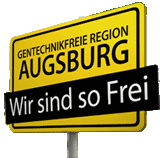 GENTECHNIKFREIE REGION
AUGSBURG
Wir sind so Frei